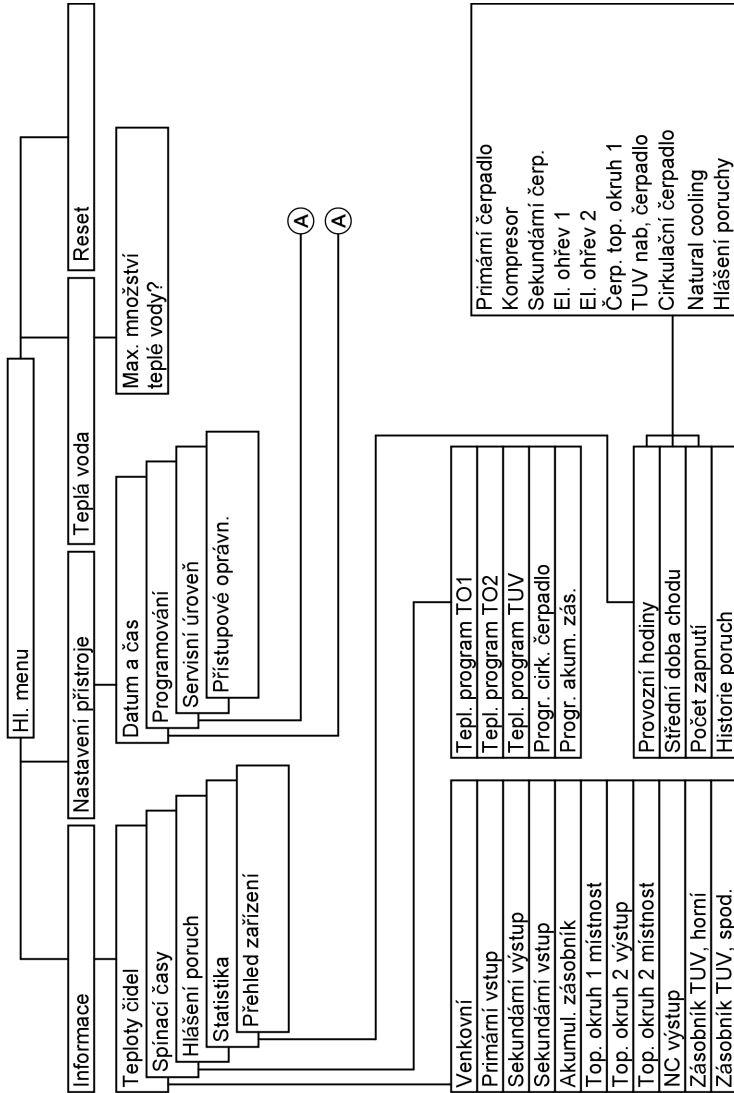 Hl. menu
Informace
Nastavení přístroje
Teplá voda
Reset
Teploty čidel
Spínací časy
Hlášení poruch
Statistika
Přehled zařízení
Datum a čas
Programování
Servisní úroveň
Přístupové oprávn.
Max. množství
teplé vody?
A
A
Venkovní
Primární vstup
Sekundární výstup
Sekundární vstup
Akumul. zásobník
Top. okruh 1 místnost
Top. okruh 2 výstup
Top. okruh 2 místnost
NC výstup
Zásobník TUV, horní
Zásobník TUV, spod.
Tepl. program TO1
Tepl. program TO2
Tepl. program TUV
Progr. cirk. čerpadlo
Progr. akum. zás.
Provozní hodiny
Střední doba chodu
Počet zapnutí
Historie poruch
Primární čerpadlo
Kompresor
Sekundární čerp.
El. ohřev 1
El. ohřev 2
Čerp. top. okruh 1
TUV nab, čerpadlo
Cirkulační čerpadlo
Natural cooling
Hlášení poruchy